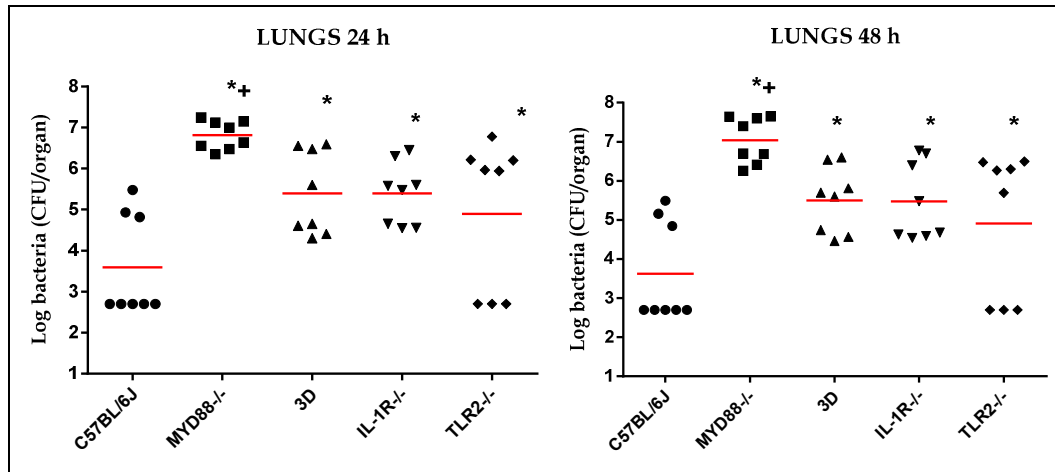 LUNGS 24 h
* + * * *
8
7
6
5
4
3
2
1
Log bacteria (CFU/organ)
C57BL/6J
MYD88-/-
3D
IL-1R-/-
TLR2-/-
LUNGS 48 h
* + * * *
8
7
6
5
4
3
2
1
Log bacteria (CFU/organ)
C57BL/6J
MYD88-/-
3D
IL-1R-/-
TLR2-/-